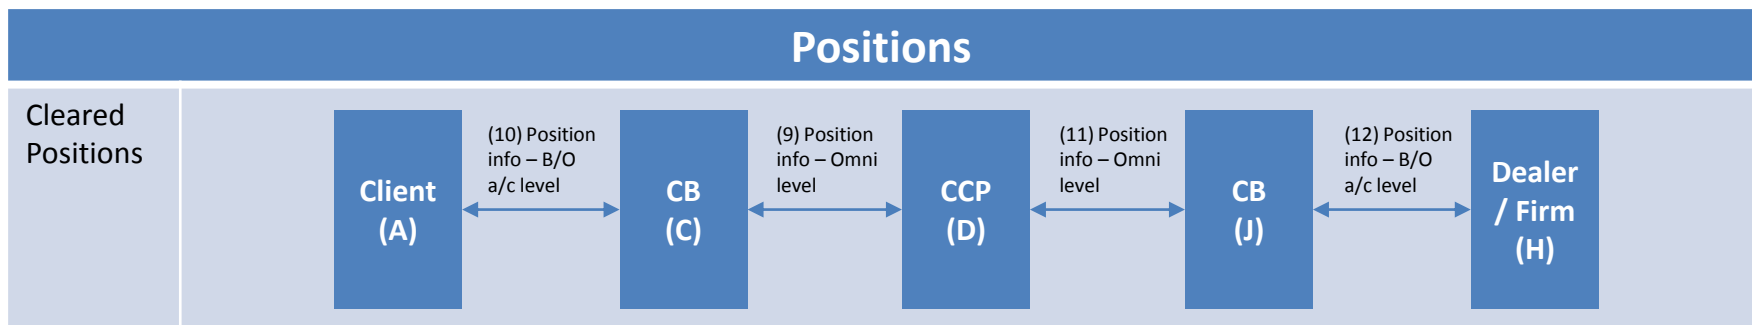 Positions
Cleared
Positions
Client
(A)
(10) Position
info – B/O
a/c level
CB
(C)
(9) Position
info – Omni
level
CCP
(D)
(11) Position
info – Omni
level
CB
(J)
(12) Position
info – B/O
a/c level
Dealer
/ Firm
(H)